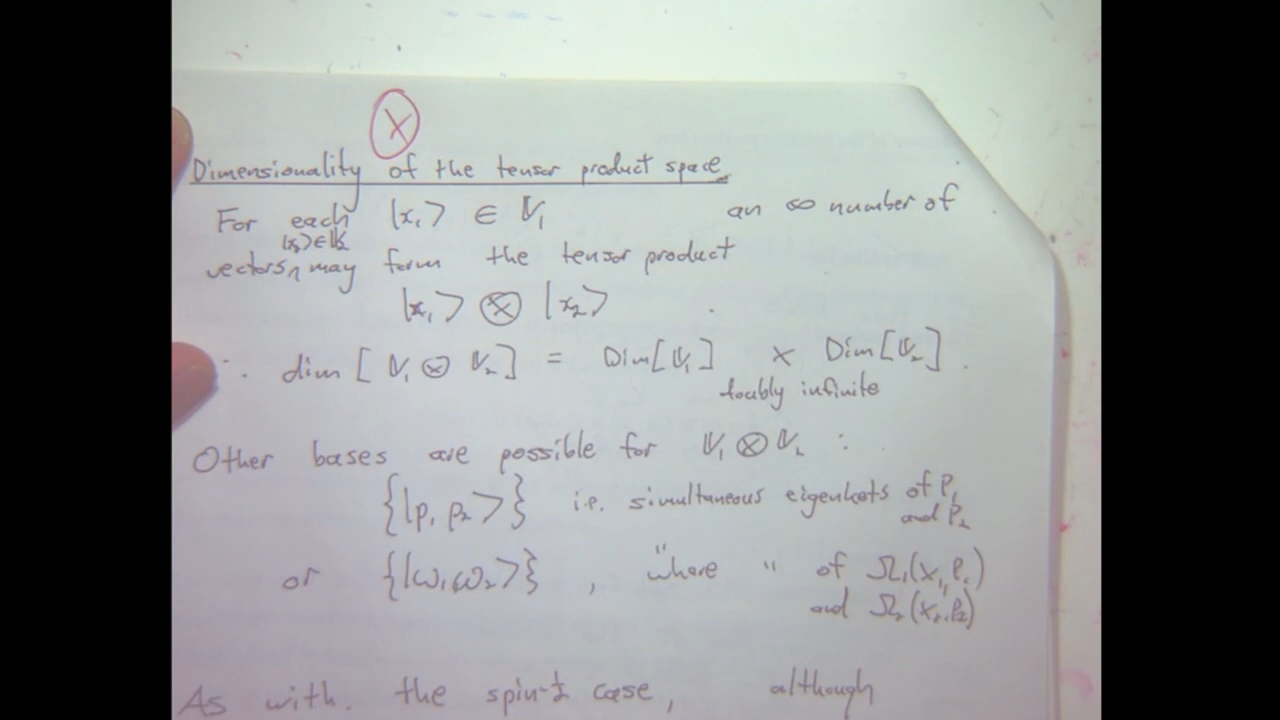 X
Dimensionality of the tensor product space
For each |x₁> ∈ V₁ an ∞ number of
|x₂>∈V₂
vectors, may form the tensor product
|x₁> ⊗ |x₂>
∴ dim [ V₁ ⊗ V₂ ] = Dim[V₁] × Dim[V₂].
infinite
Other bases are possible for V₁ ⊗ V₂ :
{|p₁ p₂>} i.e. simultaneous eigenkets of P₁
and P₂
or {|ω₁ω₂>} , "where " of Ω₁(X₁,P₁)
and Ω₂(X₂,P₂)
As with the spin-½ case, although